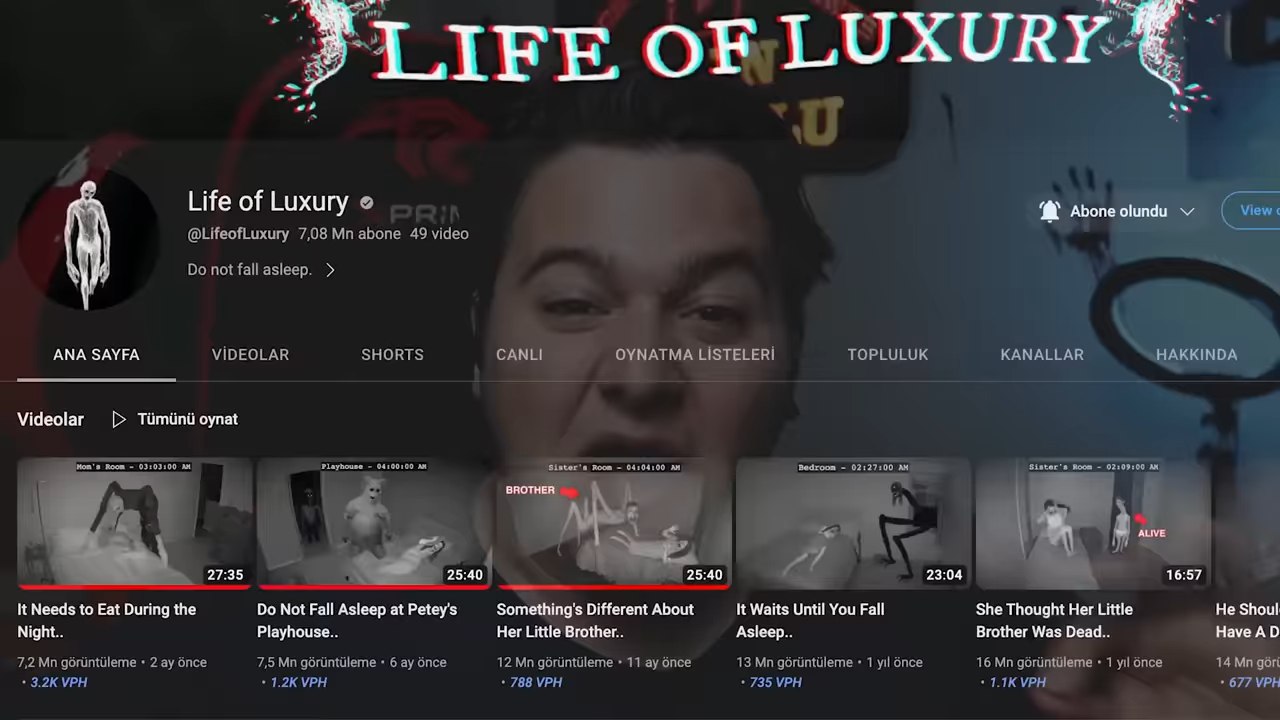 LIFE OF LUXURY
LU
PRIM
Life of Luxury
@LifeofLuxury 7,08 Mn abone 49 video
Do not fall asleep.
Abone olundu
View
ANA SAYFA VİDEOLAR SHORTS CANLI OYNATMA LİSTELERİ TOPLULUK KANALLAR HAKKINDA
Videolar Tümünü oynat
Mom's Room - 03:03:00 AM
27:35
It Needs to Eat During the
Night..
7,2 Mn görüntüleme • 2 ay önce
• 3.2K VPH
Playhouse - 04:00:00 AM
25:40
Do Not Fall Asleep at Petey's
Playhouse..
7,5 Mn görüntüleme • 6 ay önce
• 1.2K VPH
Sister's Room - 04:04:00 AM
BROTHER
25:40
Something's Different About
Her Little Brother..
12 Mn görüntüleme • 11 ay önce
• 788 VPH
Bedroom - 02:27:00 AM
23:04
It Waits Until You Fall
Asleep..
13 Mn görüntüleme • 1 yıl önce
• 735 VPH
Sister's Room - 02:09:00 AM
ALIVE
16:57
She Thought Her Little
Brother Was Dead..
16 Mn görüntüleme • 1 yıl önce
• 1.1K VPH
He Shoul
Have A D
14 Mn gör
• 677 VPH